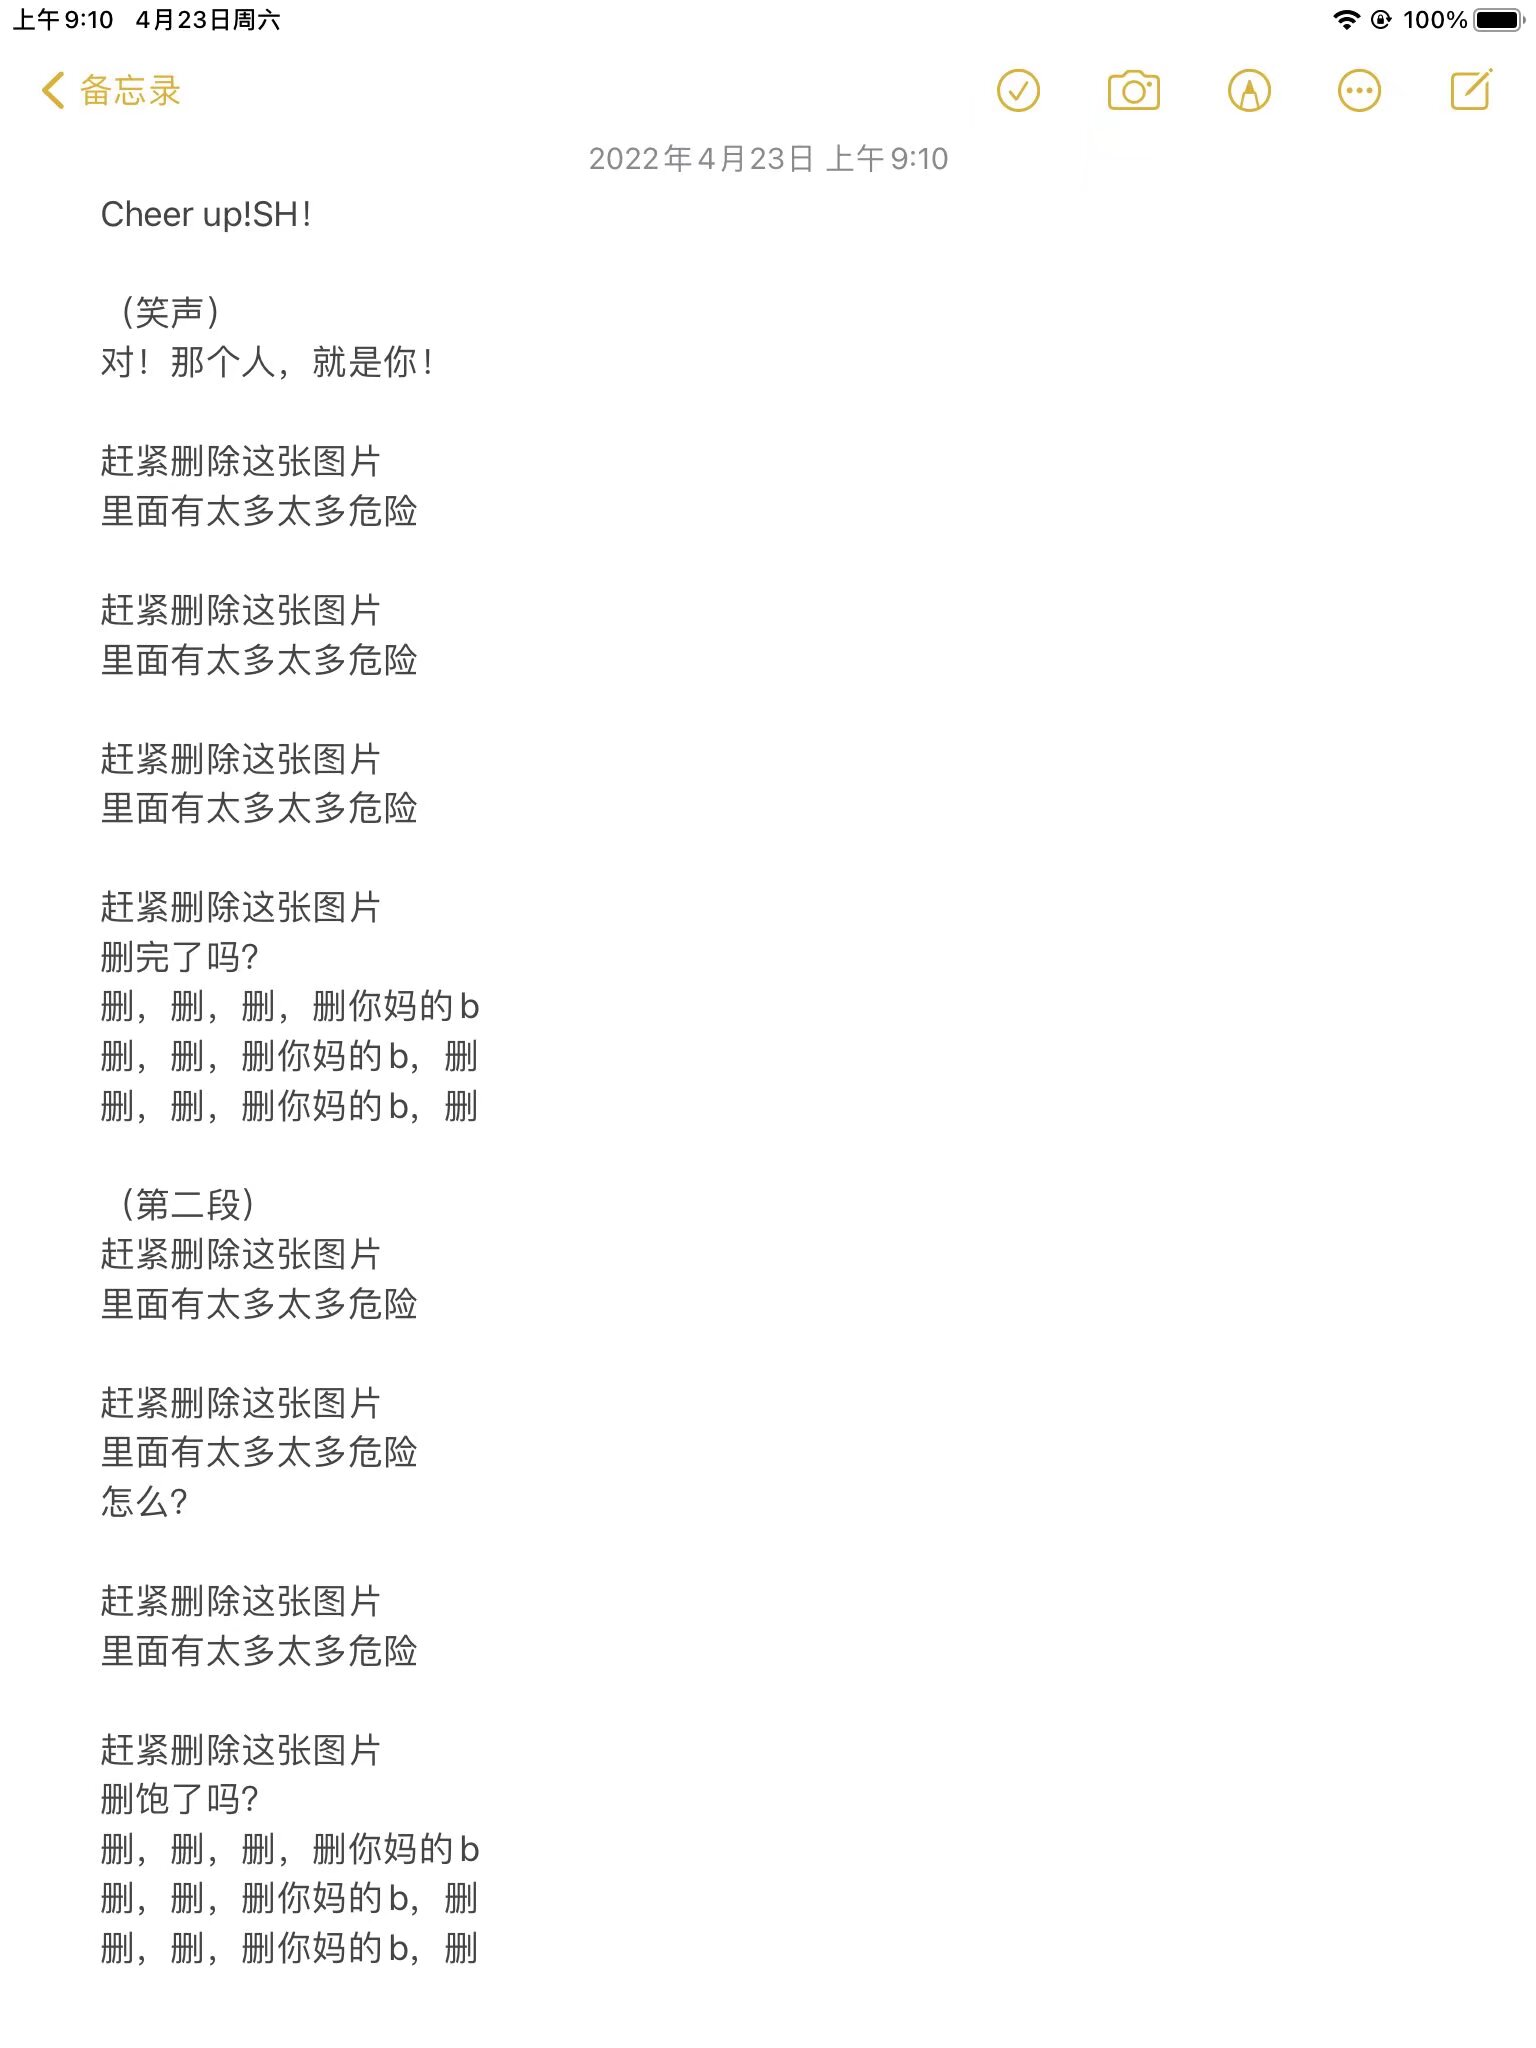 上午9:10 4月23日周六 100%
备忘录
2022年4月23日 上午9:10
Cheer up!SH！
（笑声）
对！那个人，就是你！
赶紧删除这张图片
里面有太多太多危险
赶紧删除这张图片
里面有太多太多危险
赶紧删除这张图片
里面有太多太多危险
赶紧删除这张图片
删完了吗?
删，删，删，删你妈的b
删，删，删你妈的b，删
删，删，删你妈的b，删
（第二段）
赶紧删除这张图片
里面有太多太多危险
赶紧删除这张图片
里面有太多太多危险
怎么?
赶紧删除这张图片
里面有太多太多危险
赶紧删除这张图片
删饱了吗?
删，删，删，删你妈的b
删，删，删你妈的b，删
删，删，删你妈的b，删